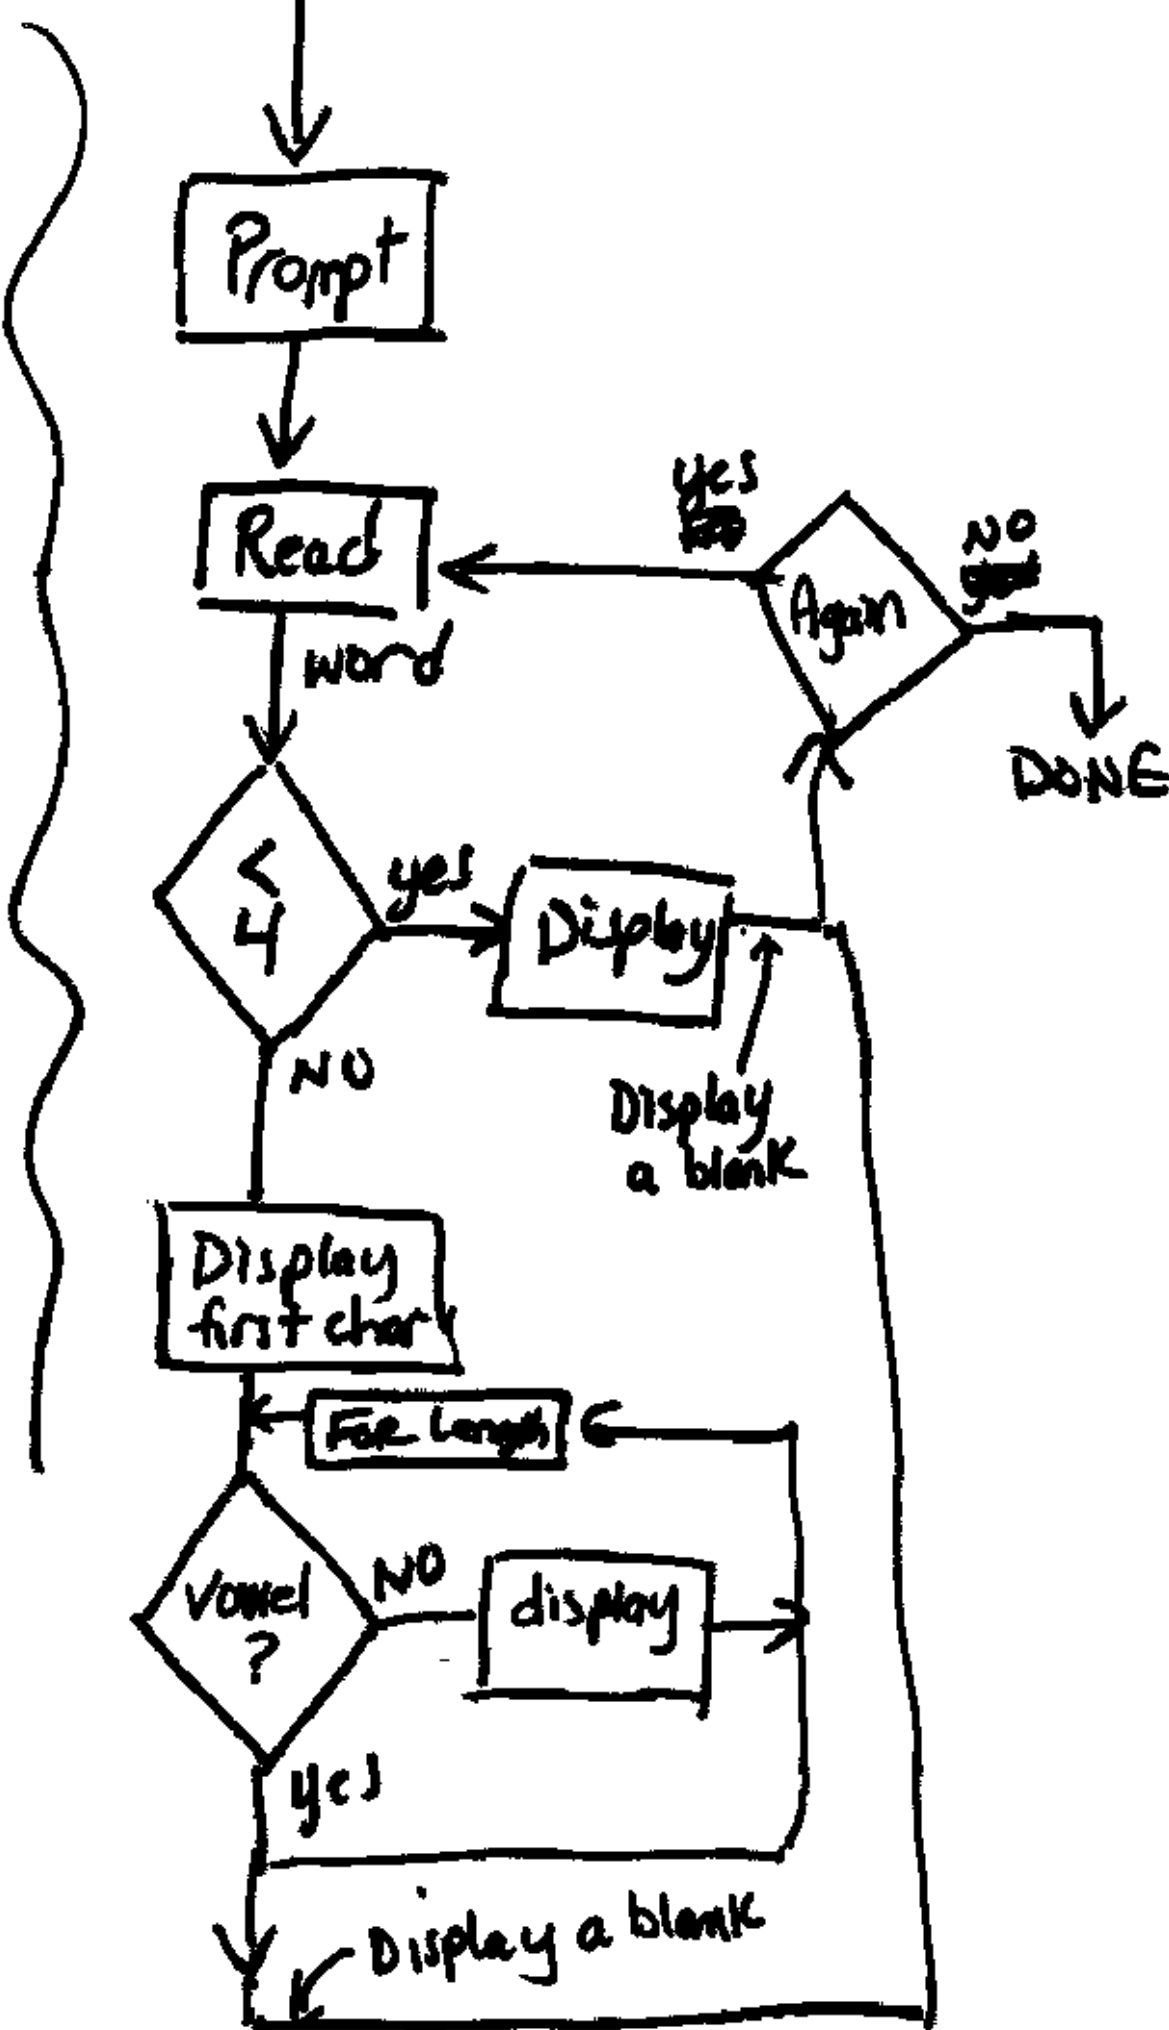 Prompt
Read
yes
Again
NO
word
DONE
<
4
yes
Display
NO
Display
a blank
Display
first char
For Length
vowel
?
NO
display
yes
Display a blank